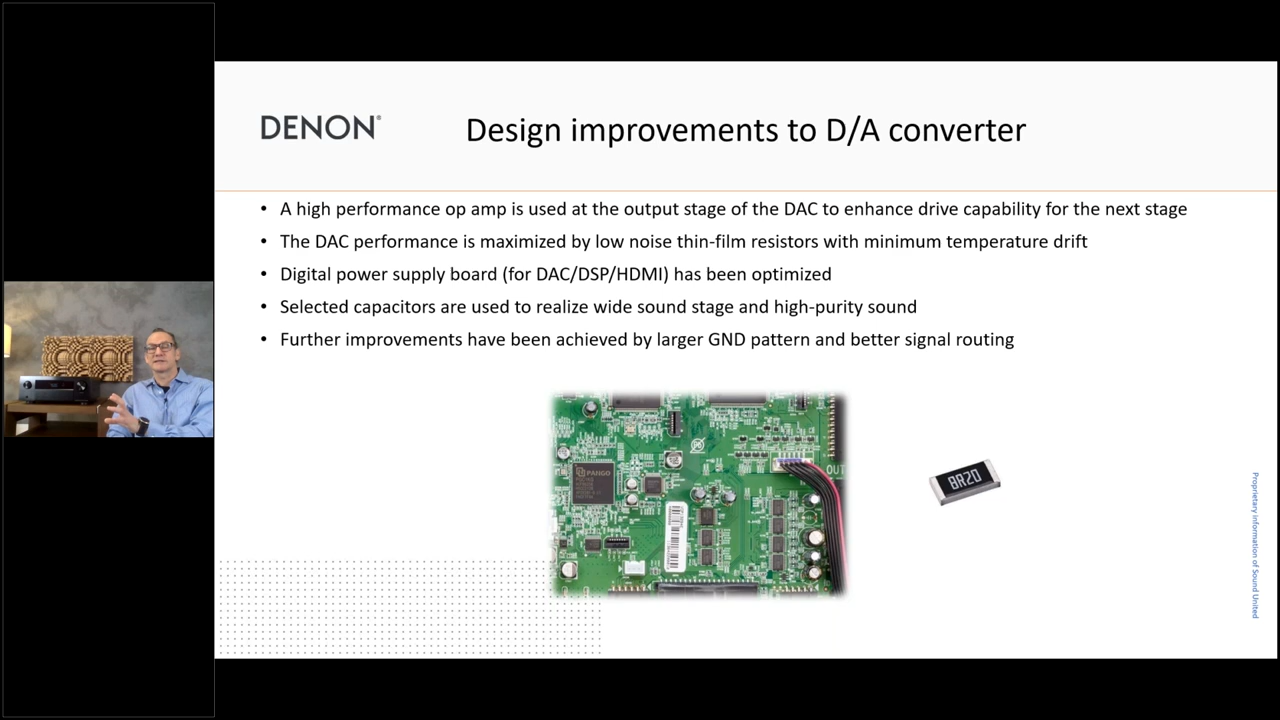 DENON®
Design improvements to D/A converter
• A high performance op amp is used at the output stage of the DAC to enhance drive capability for the next stage
• The DAC performance is maximized by low noise thin-film resistors with minimum temperature drift
• Digital power supply board (for DAC/DSP/HDMI) has been optimized
• Selected capacitors are used to realize wide sound stage and high-purity sound
• Further improvements have been achieved by larger GND pattern and better signal routing
PANGO
OUT
8R20
Proprietary information of Sound United